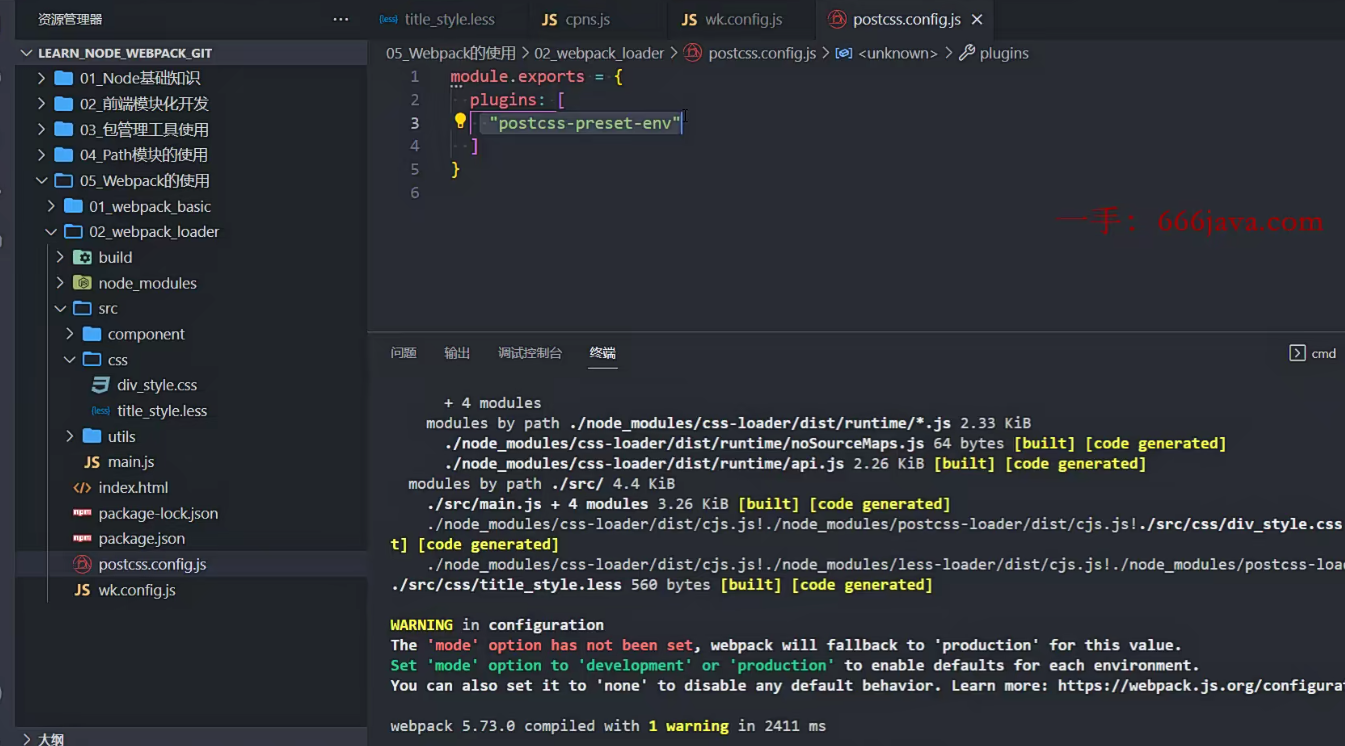 资源管理器
LEARN_NODE_WEBPACK_GIT
01_Node基础知识
02_前端模块化开发
03_包管理工具使用
04_Path模块的使用
05_Webpack的使用
01_webpack_basic
02_webpack_loader
build
node_modules
src
component
css
div_style.css
title_style.less
utils
JS main.js
index.html
package-lock.json
package.json
postcss.config.js
JS wk.config.js
大纲
title_style.less JS cpns.js JS wk.config.js postcss.config.js
05_Webpack的使用 > 02_webpack_loader > postcss.config.js > <unknown> > plugins
1 module.exports = {
2 plugins: [
3 "postcss-preset-env"
4 ]
5 }
6
一手：666java.com
问题 输出 调试控制台 终端 cmd
+ 4 modules
modules by path ./node_modules/css-loader/dist/runtime/*.js 2.33 KiB
./node_modules/css-loader/dist/runtime/noSourceMaps.js 64 bytes [built] [code generated]
./node_modules/css-loader/dist/runtime/api.js 2.26 KiB [built] [code generated]
modules by path ./src/ 4.4 KiB
./src/main.js + 4 modules 3.26 KiB [built] [code generated]
./node_modules/css-loader/dist/cjs.js!./node_modules/postcss-loader/dist/cjs.js!./src/css/div_style.css
t] [code generated]
./node_modules/css-loader/dist/cjs.js!./node_modules/less-loader/dist/cjs.js!./node_modules/postcss-loa
./src/css/title_style.less 560 bytes [built] [code generated]
WARNING in configuration
The 'mode' option has not been set, webpack will fallback to 'production' for this value.
Set 'mode' option to 'development' or 'production' to enable defaults for each environment.
You can also set it to 'none' to disable any default behavior. Learn more: https://webpack.js.org/configurat
webpack 5.73.0 compiled with 1 warning in 2411 ms